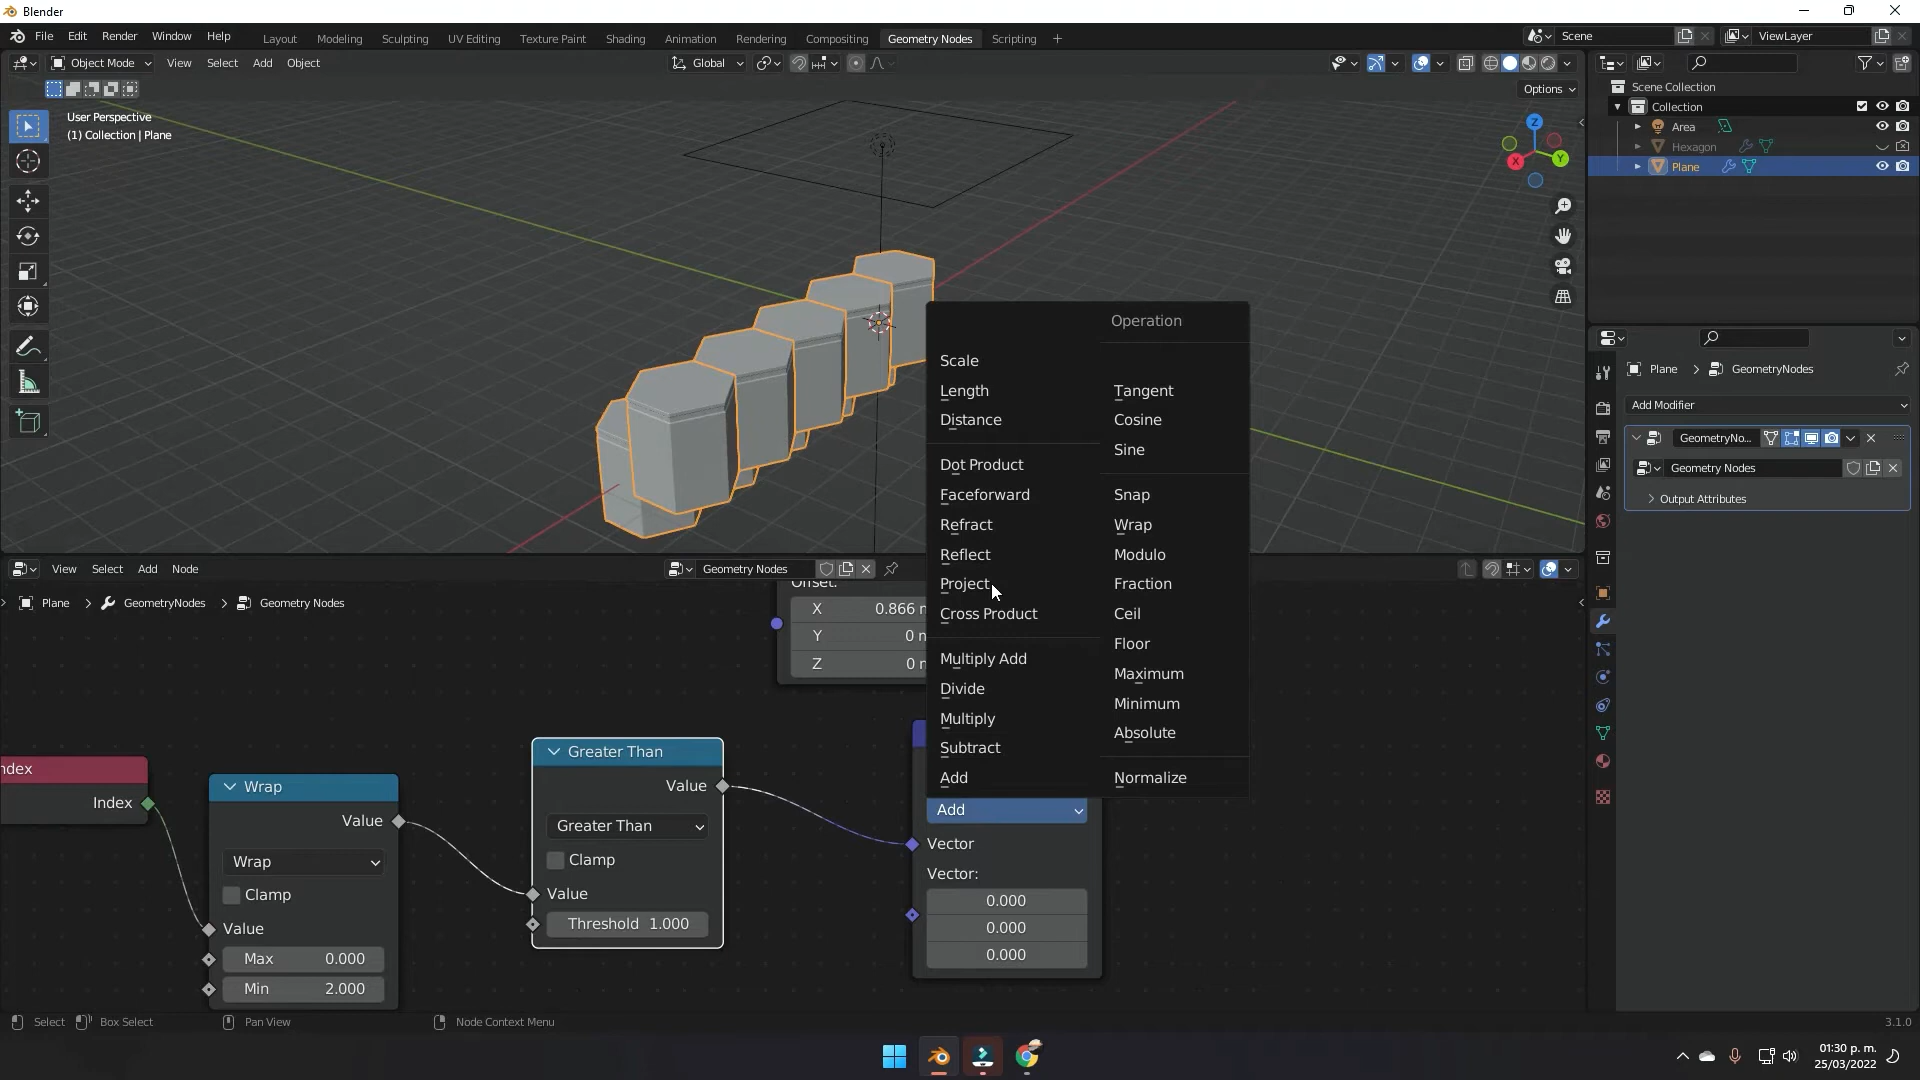 Blender
File Edit Render Window Help Layout Modeling Sculpting UV Editing Texture Paint Shading Animation Rendering Compositing Geometry Nodes Scripting + Scene ViewLayer
Object Mode View Select Add Object Global
Options
User Perspective
(1) Collection | Plane
Z
X
Y
Scene Collection
Collection
Area
Hexagon
Plane
Plane > GeometryNodes
Add Modifier
GeometryNo...
Geometry Nodes
Output Attributes
Operation
Scale
Length
Distance
Dot Product
Faceforward
Refract
Reflect
Project
Cross Product
Multiply Add
Divide
Multiply
Subtract
Add
Tangent
Cosine
Sine
Snap
Wrap
Modulo
Fraction
Ceil
Floor
Maximum
Minimum
Absolute
Normalize
View Select Add Node Geometry Nodes
Plane > GeometryNodes > Geometry Nodes
Offset:
X 0.866
Y 0
Z 0
ndex
Index
Wrap
Value
Wrap
Clamp
Value
Max 0.000
Min 2.000
Greater Than
Value
Greater Than
Clamp
Value
Threshold 1.000
Add
Vector
Vector:
0.000
0.000
0.000
Select Box Select Pan View Node Context Menu 3.1.0
01:30 p. m.
25/03/2022